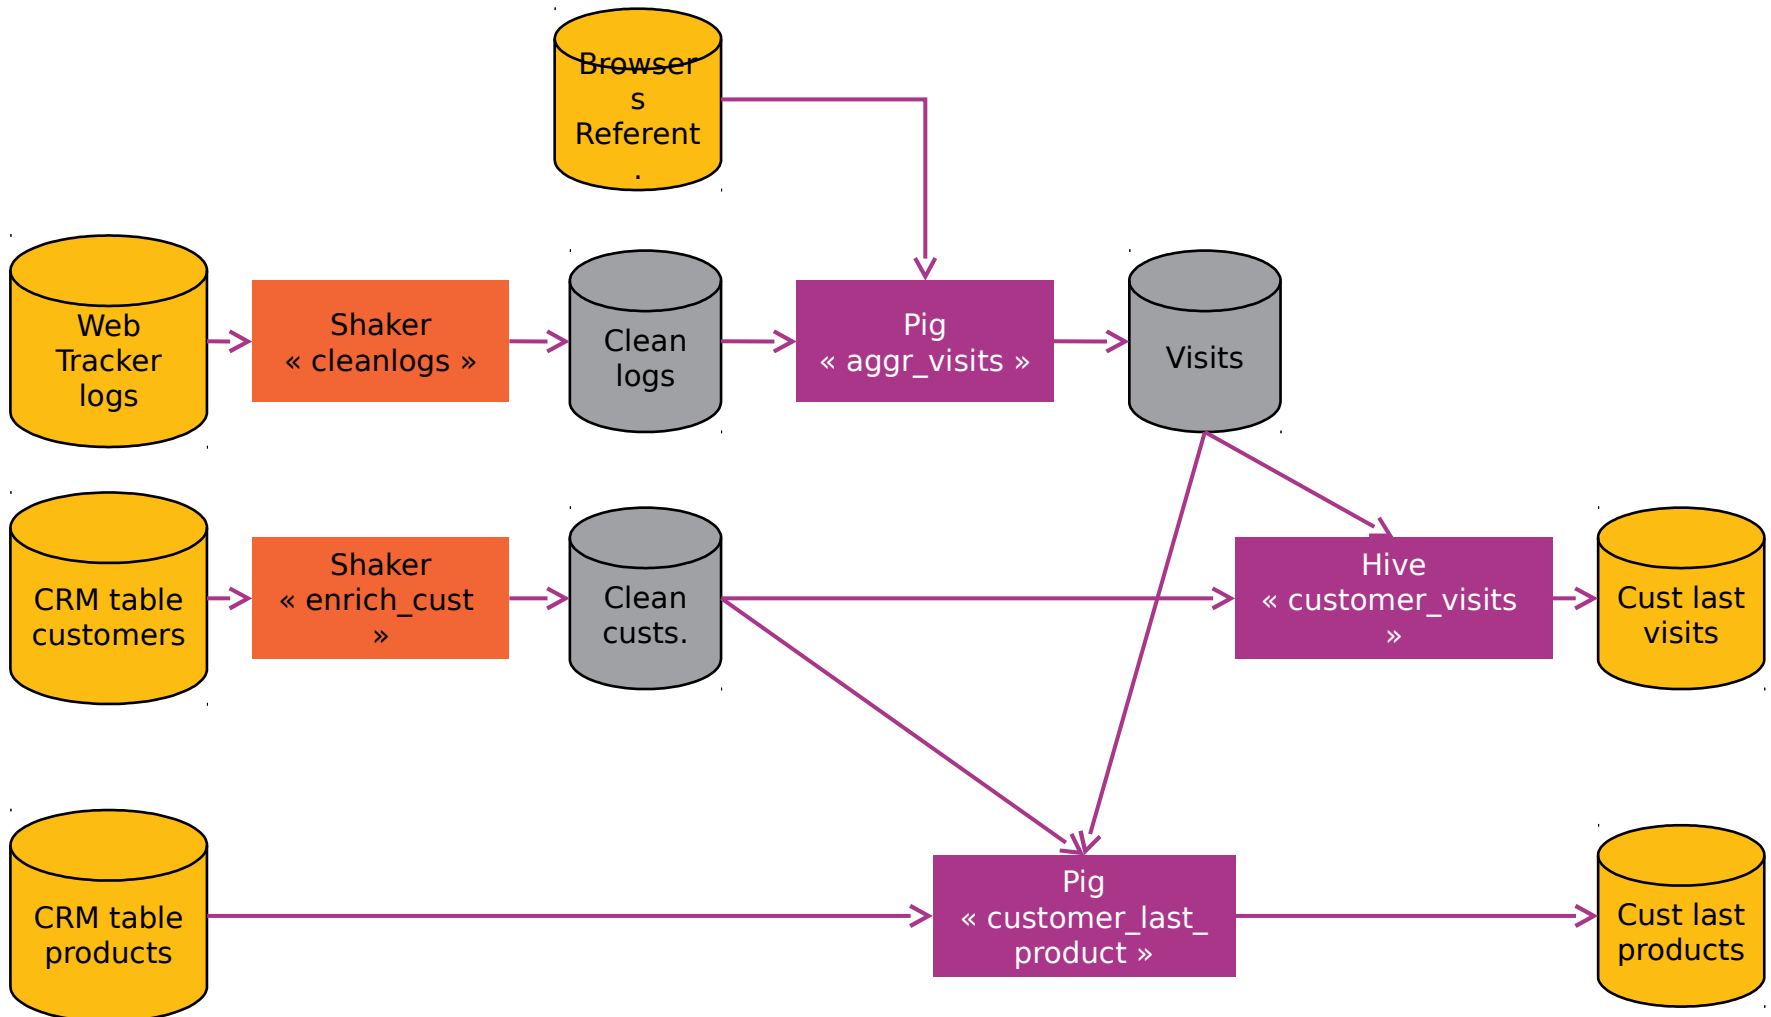 Browser
s
Referent
.
Web
Tracker
logs
Shaker
« cleanlogs »
Clean
logs
Pig
« aggr_visits »
Visits
CRM table
customers
Shaker
« enrich_cust
»
Clean
custs.
Hive
« customer_visits
»
Cust last
visits
CRM table
products
Pig
« customer_last_
product »
Cust last
products